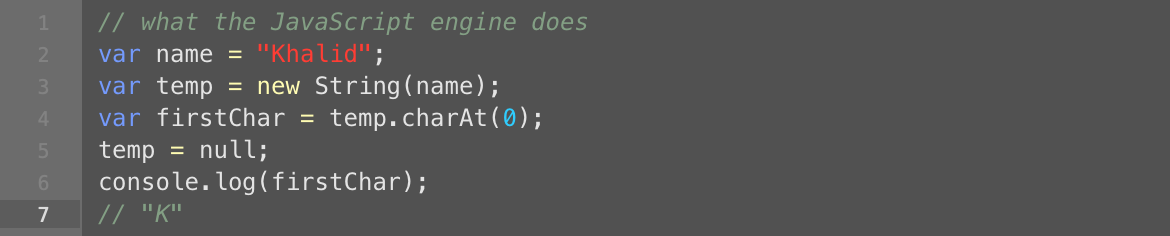 1 // what the JavaScript engine does
2 var name = "Khalid";
3 var temp = new String(name);
4 var firstChar = temp.charAt(0);
5 temp = null;
6 console.log(firstChar);
7 // "K"